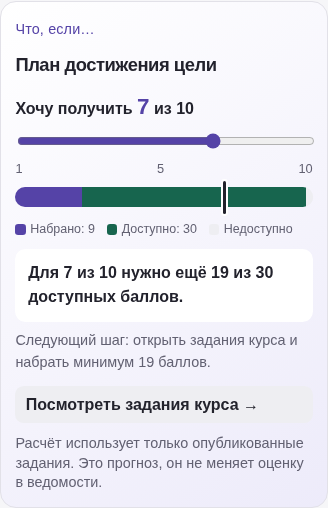 Что, если…
План достижения цели
Хочу получить 7 из 10
1 5 10
Набрано: 9 Доступно: 30 Недоступно
Для 7 из 10 нужно ещё 19 из 30
доступных баллов.
Следующий шаг: открыть задания курса и
набрать минимум 19 баллов.
Посмотреть задания курса →
Расчёт использует только опубликованные
задания. Это прогноз, он не меняет оценку
в ведомости.